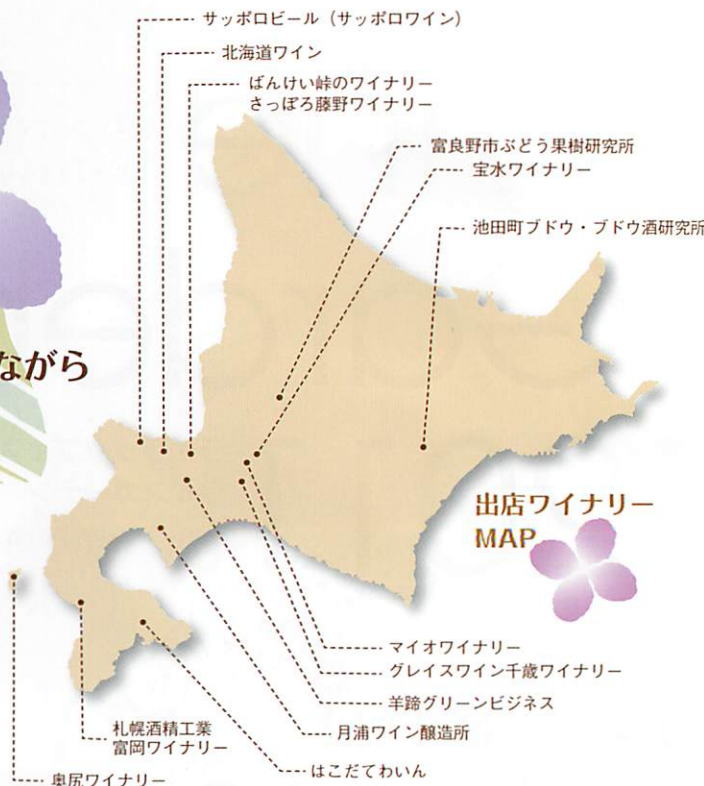 サッポロビール（サッポロワイン）
北海道ワイン
ばんけい峠のワイナリー
さっぽろ藤野ワイナリー
富良野市ぶどう果樹研究所
宝水ワイナリー
池田町ブドウ・ブドウ酒研究所
ながら
出店ワイナリー
MAP
マイオワイナリー
グレイスワイン千歳ワイナリー
羊蹄グリーンビジネス
月浦ワイン醸造所
はこだてわいん
札幌酒精工業
富岡ワイナリー
奥尻ワイナリー